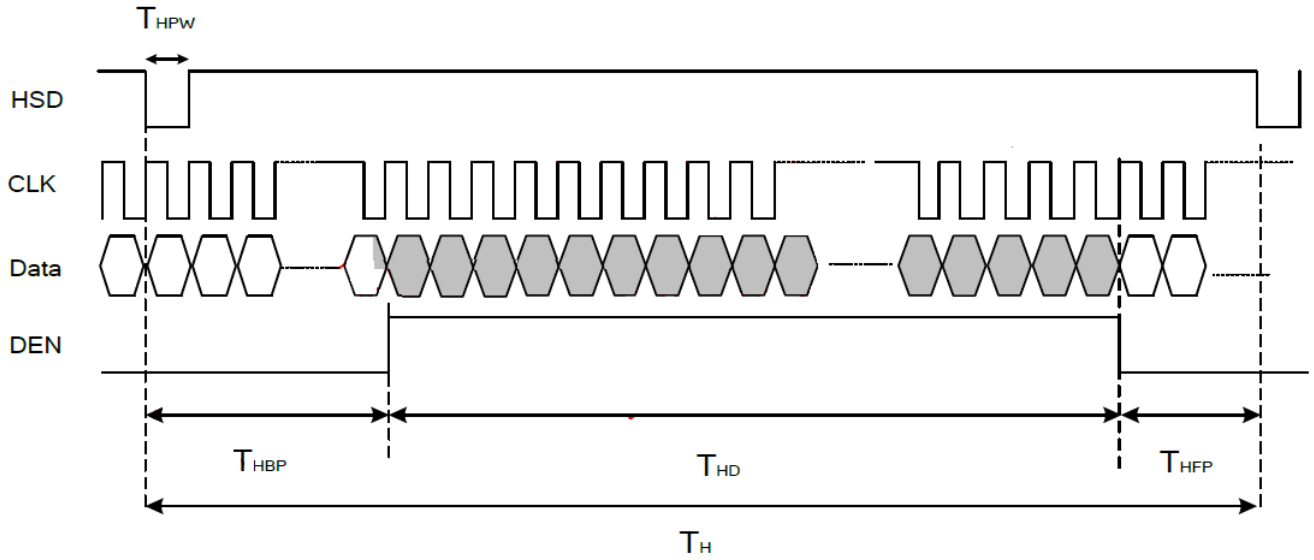 THPW
HSD
CLK
Data
DEN
THBP
THD
THFP
TH